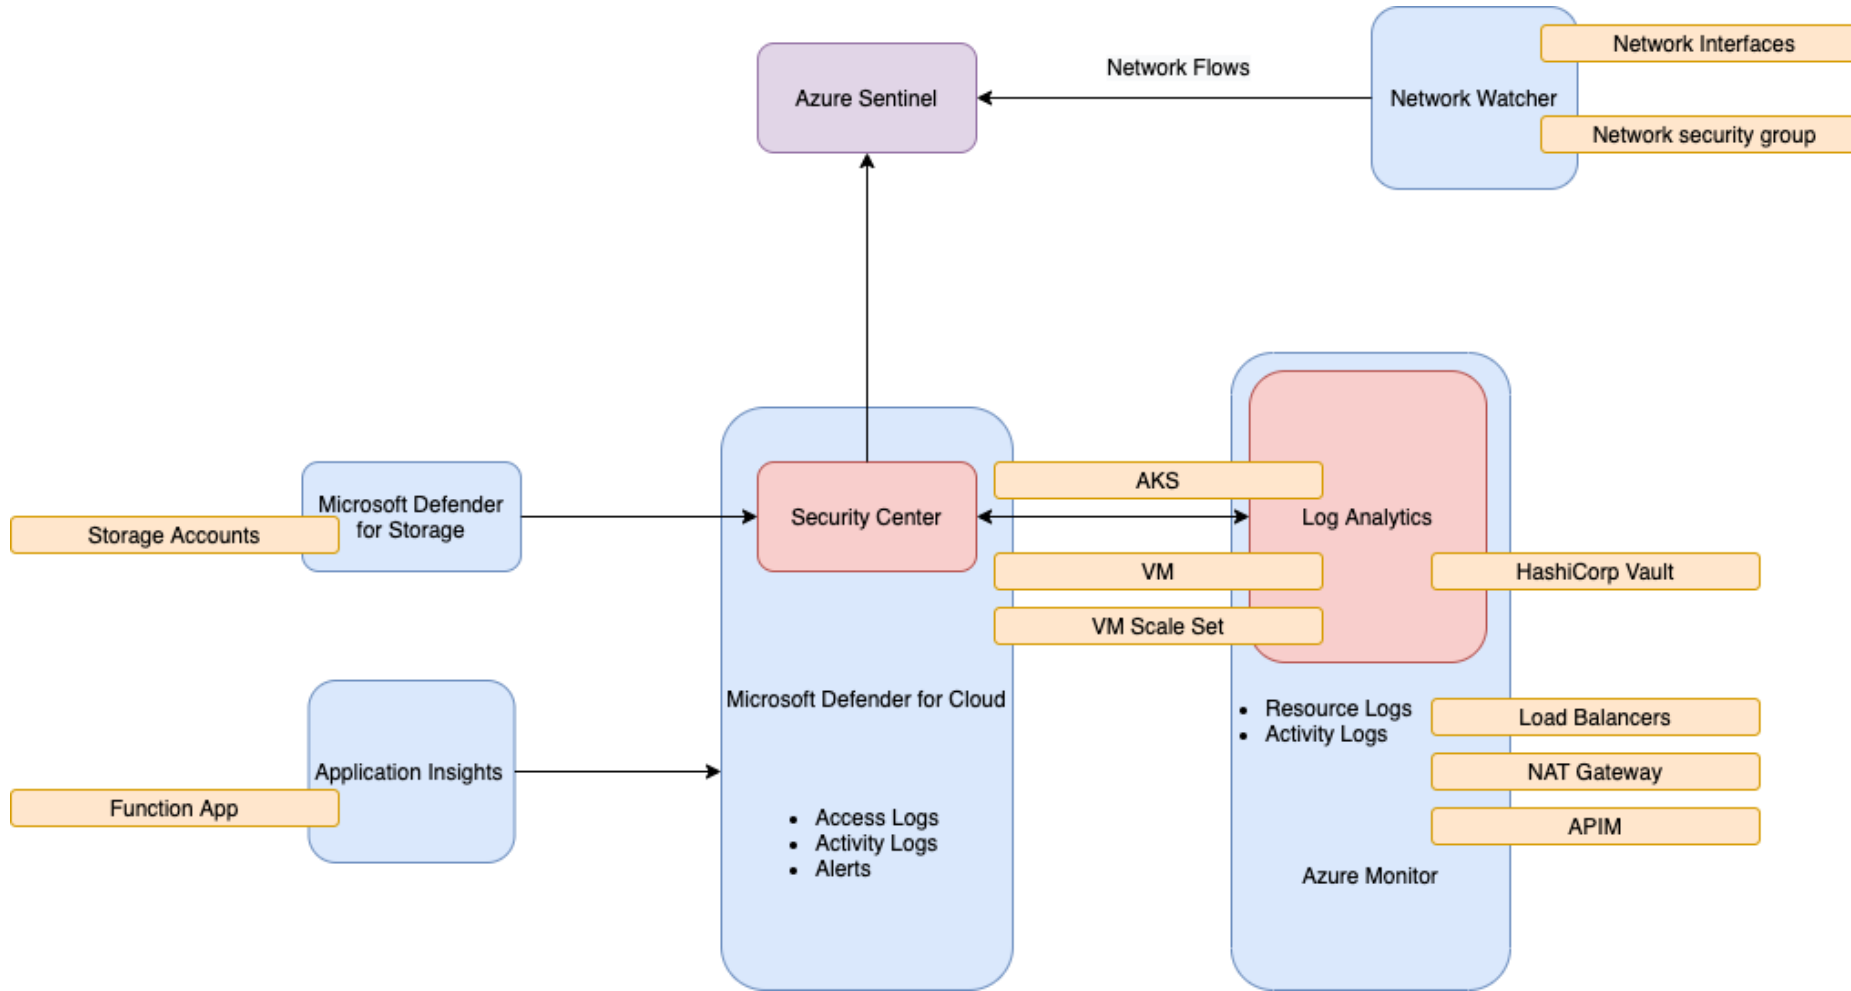 Network Interfaces
Azure Sentinel
Network Flows
Network Watcher
Network security group
Microsoft Defender
for Storage
Storage Accounts
Security Center
AKS
Log Analytics
VM
HashiCorp Vault
VM Scale Set
Microsoft Defender for Cloud
Resource Logs
Activity Logs
Load Balancers
Application Insights
NAT Gateway
Function App
Access Logs
Activity Logs
Alerts
APIM
Azure Monitor